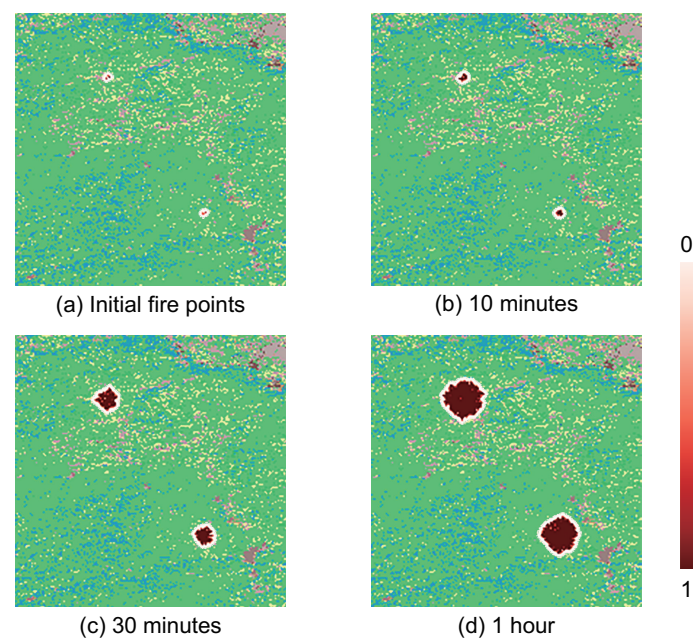 (a) Initial fire points
(b) 10 minutes
0
(c) 30 minutes
(d) 1 hour
1